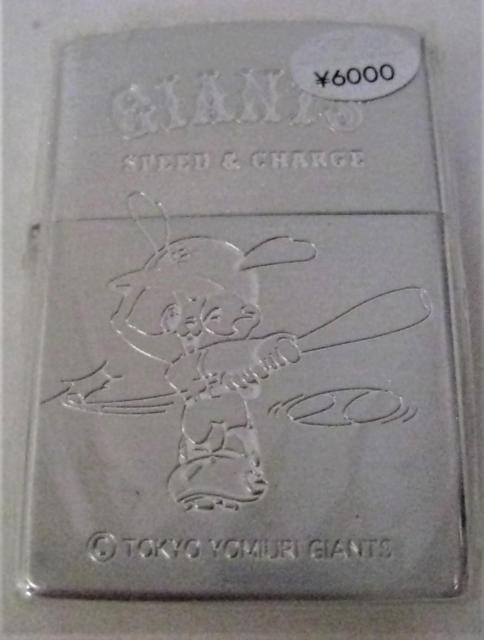 ¥6000
GIANTS
SPEED & CHARGE
© TOKYO YOMIURI GIANTS